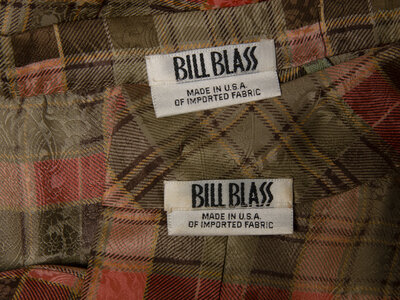 BILL BLASS
MADE IN U.S.A.
OF IMPORTED FABRIC
BILL BLASS
MADE IN U.S.A.
OF IMPORTED FABRIC